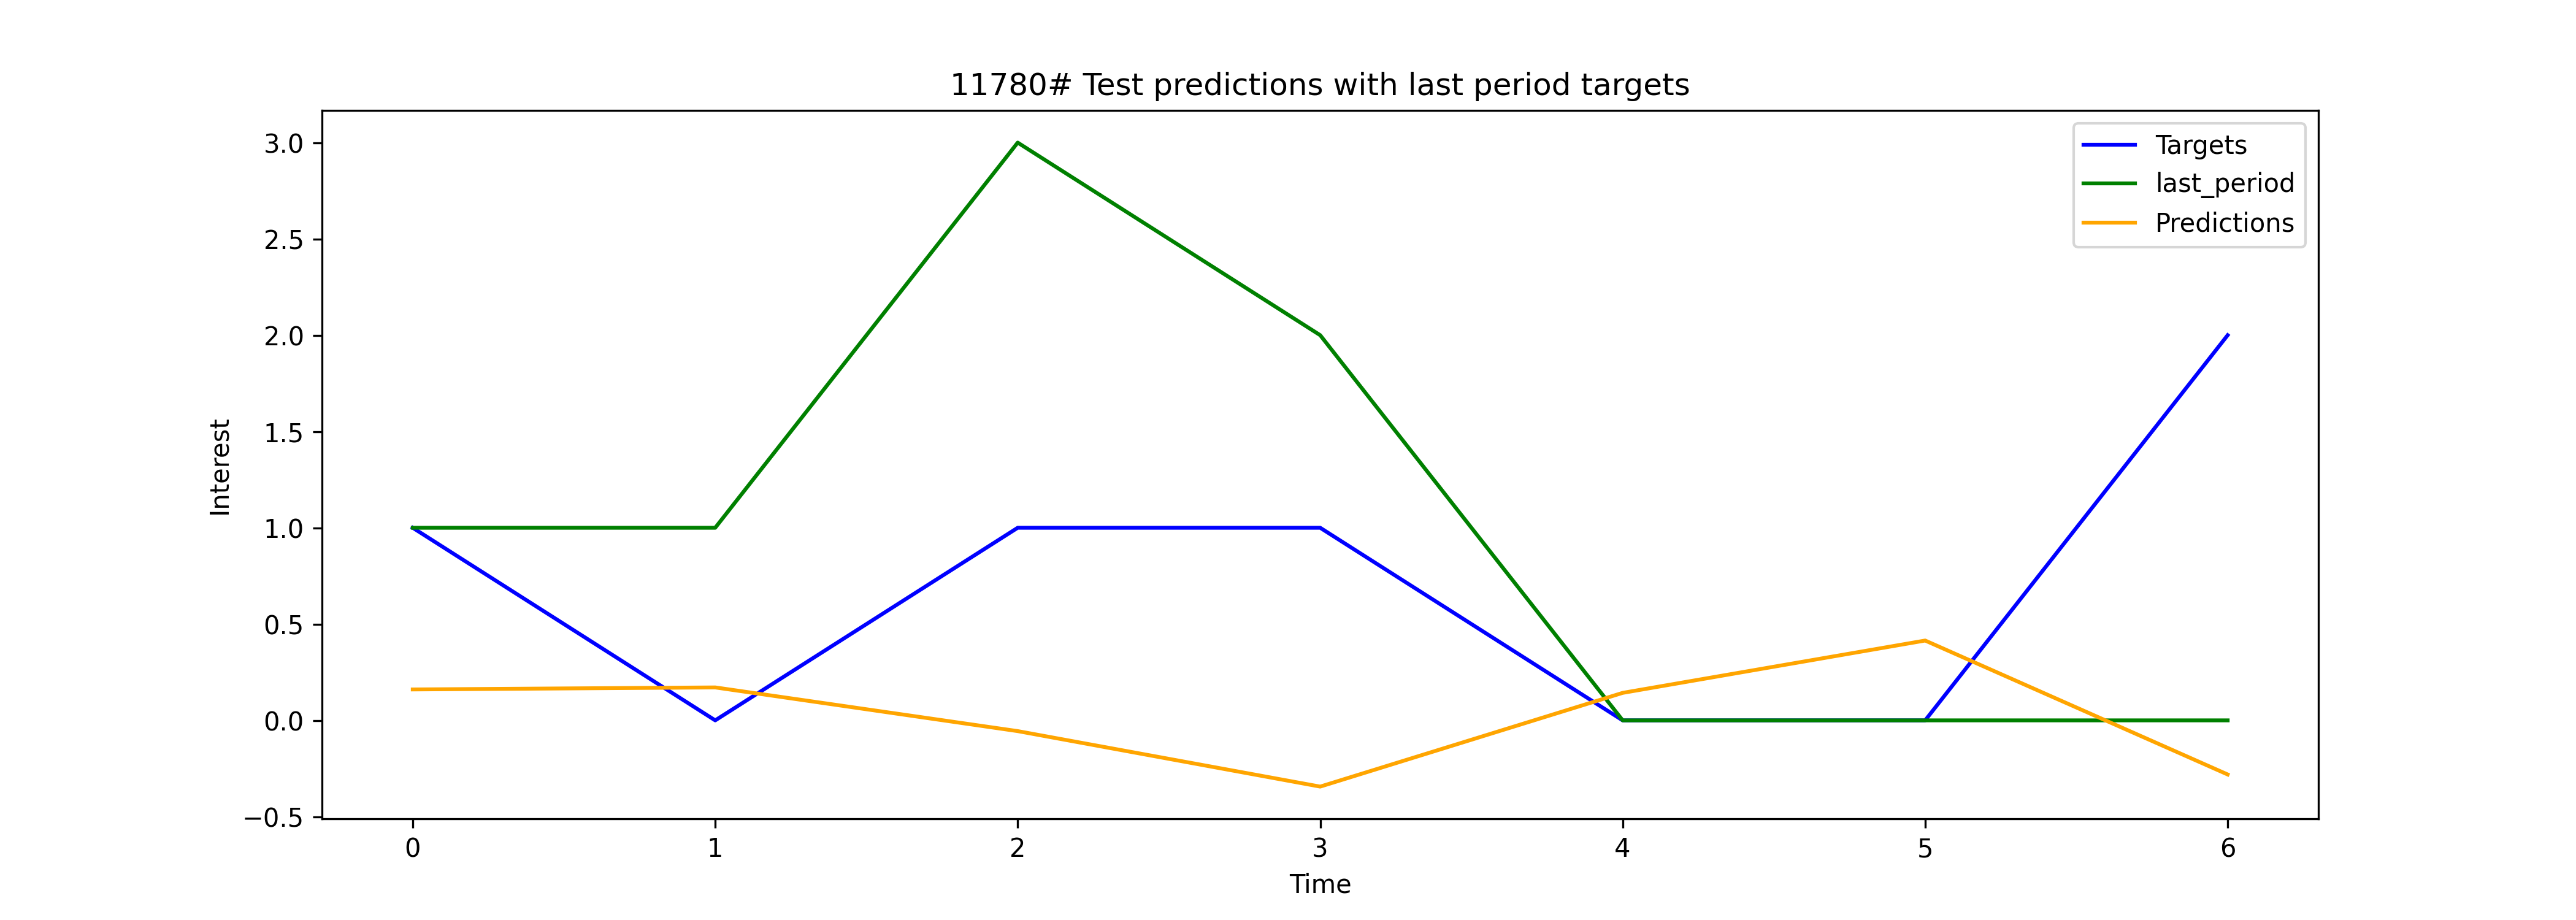 11780# Test predictions with last period targets
Targets
last_period
Predictions
3.0
2.5
2.0
1.5
1.0
0.5
0.0
−0.5
Interest
0 1 2 3 4 5 6
Time